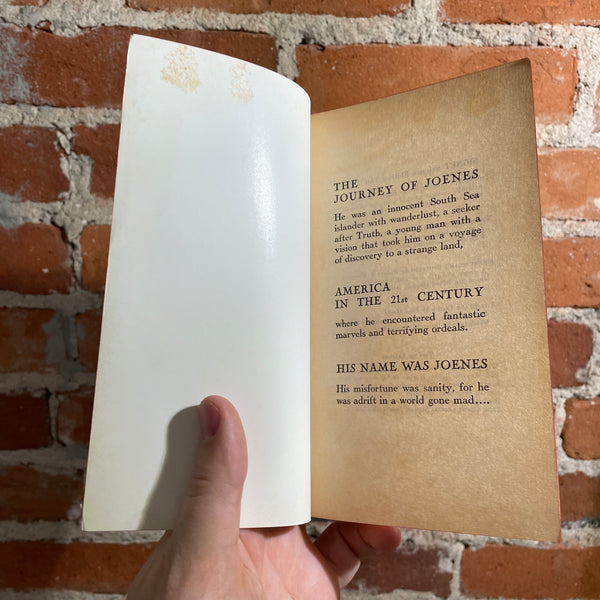 THE
JOURNEY OF JOENES
He was an innocent South Sea
islander with wanderlust, a seeker
after Truth, a young man with a
vision that took him on a voyage
of discovery to a strange land,
AMERICA
IN THE 21st CENTURY
where he encountered fantastic
marvels and terrifying ordeals.
HIS NAME WAS JOENES
His misfortune was sanity, for he
was adrift in a world gone mad....